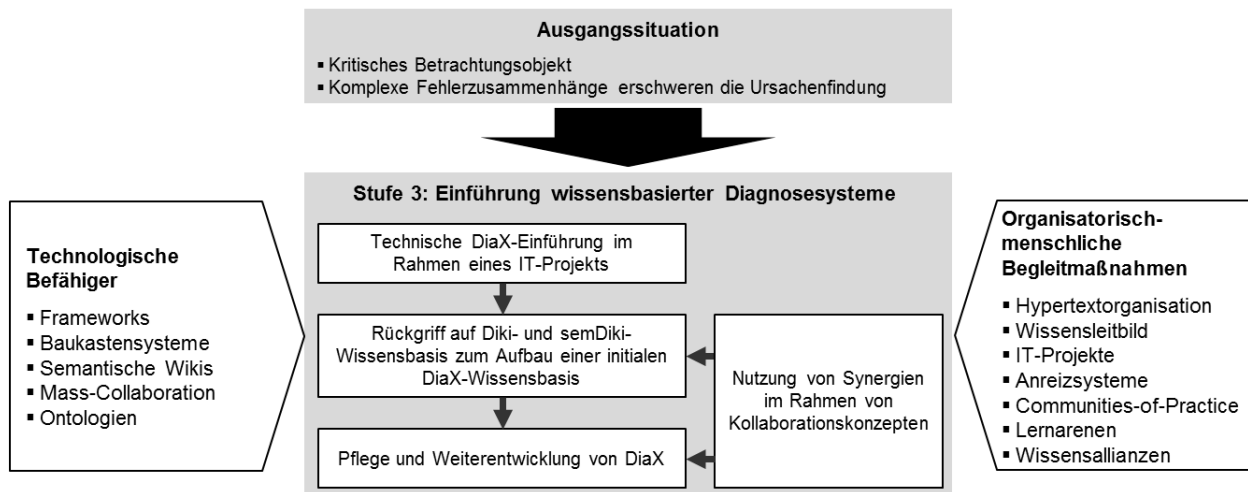 Ausgangssituation
▪ Kritisches Betrachtungsobjekt
▪ Komplexe Fehlerzusammenhänge erschweren die Ursachenfindung
Stufe 3: Einführung wissensbasierter Diagnosesysteme
Technische DiaX-Einführung im
Rahmen eines IT-Projekts
Rückgriff auf Diki- und semDiki-
Wissensbasis zum Aufbau einer initialen
DiaX-Wissensbasis
Pflege und Weiterentwicklung von DiaX
Nutzung von Synergien
im Rahmen von
Kollaborationskonzepten
Technologische
Befähiger
▪ Frameworks
▪ Baukastensysteme
▪ Semantische Wikis
▪ Mass-Collaboration
▪ Ontologien
Organisatorisch-
menschliche
Begleitmaßnahmen
▪ Hypertextorganisation
▪ Wissensleitbild
▪ IT-Projekte
▪ Anreizsysteme
▪ Communities-of-Practice
▪ Lernarenen
▪ Wissensallianzen